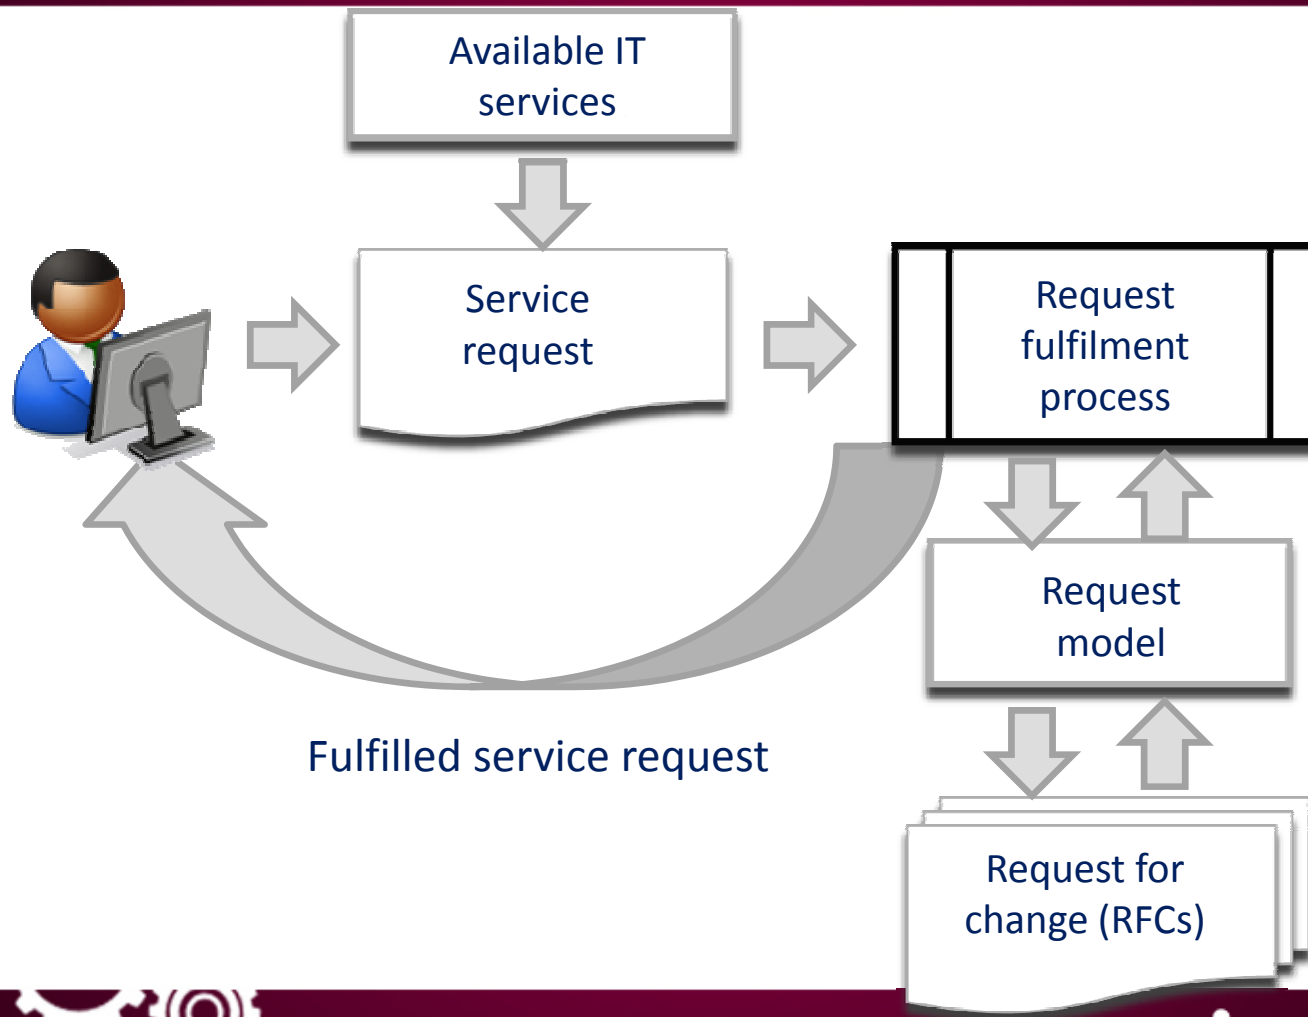 Available IT
services
Service
request
Request
fulfilment
process
Request
model
Fulfilled service request
Request for
change (RFCs)